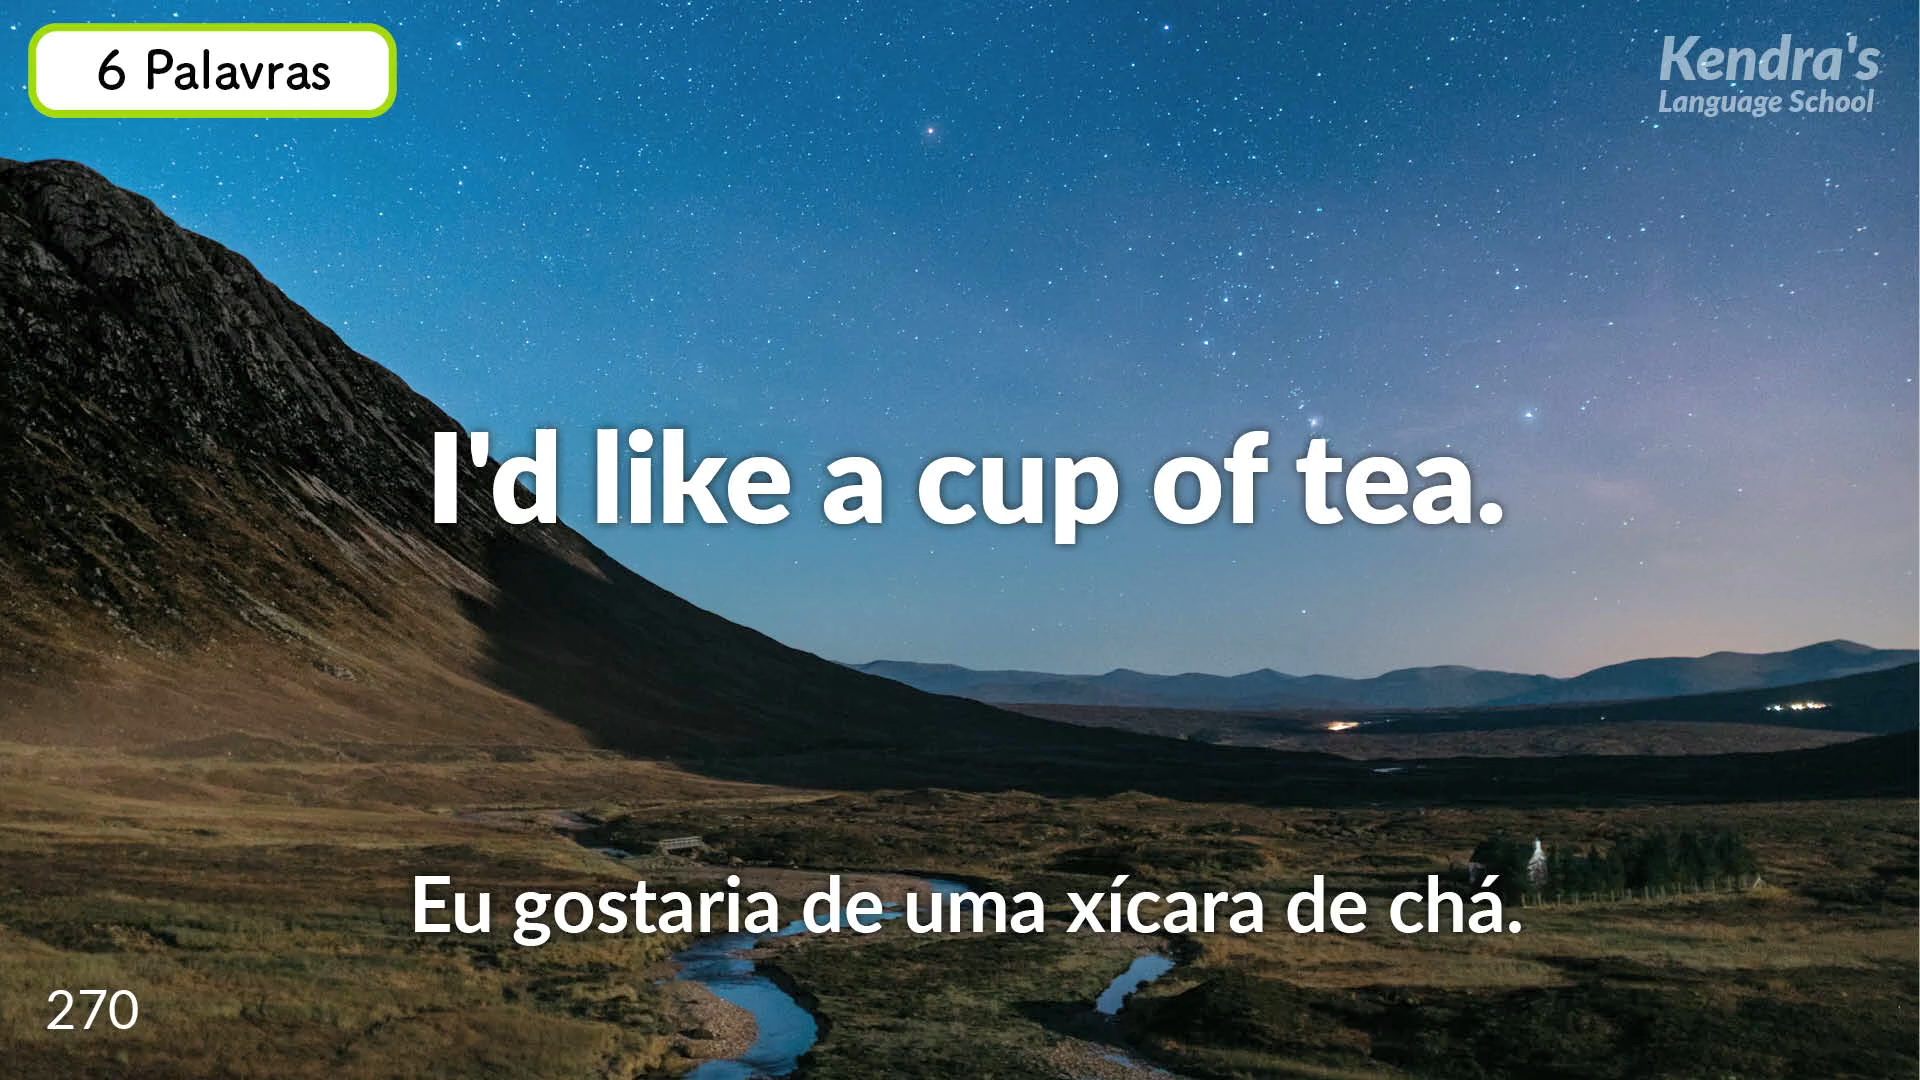 6 Palavras
Kendra's
Language School
I'd like a cup of tea.
Eu gostaria de uma xícara de chá.
270